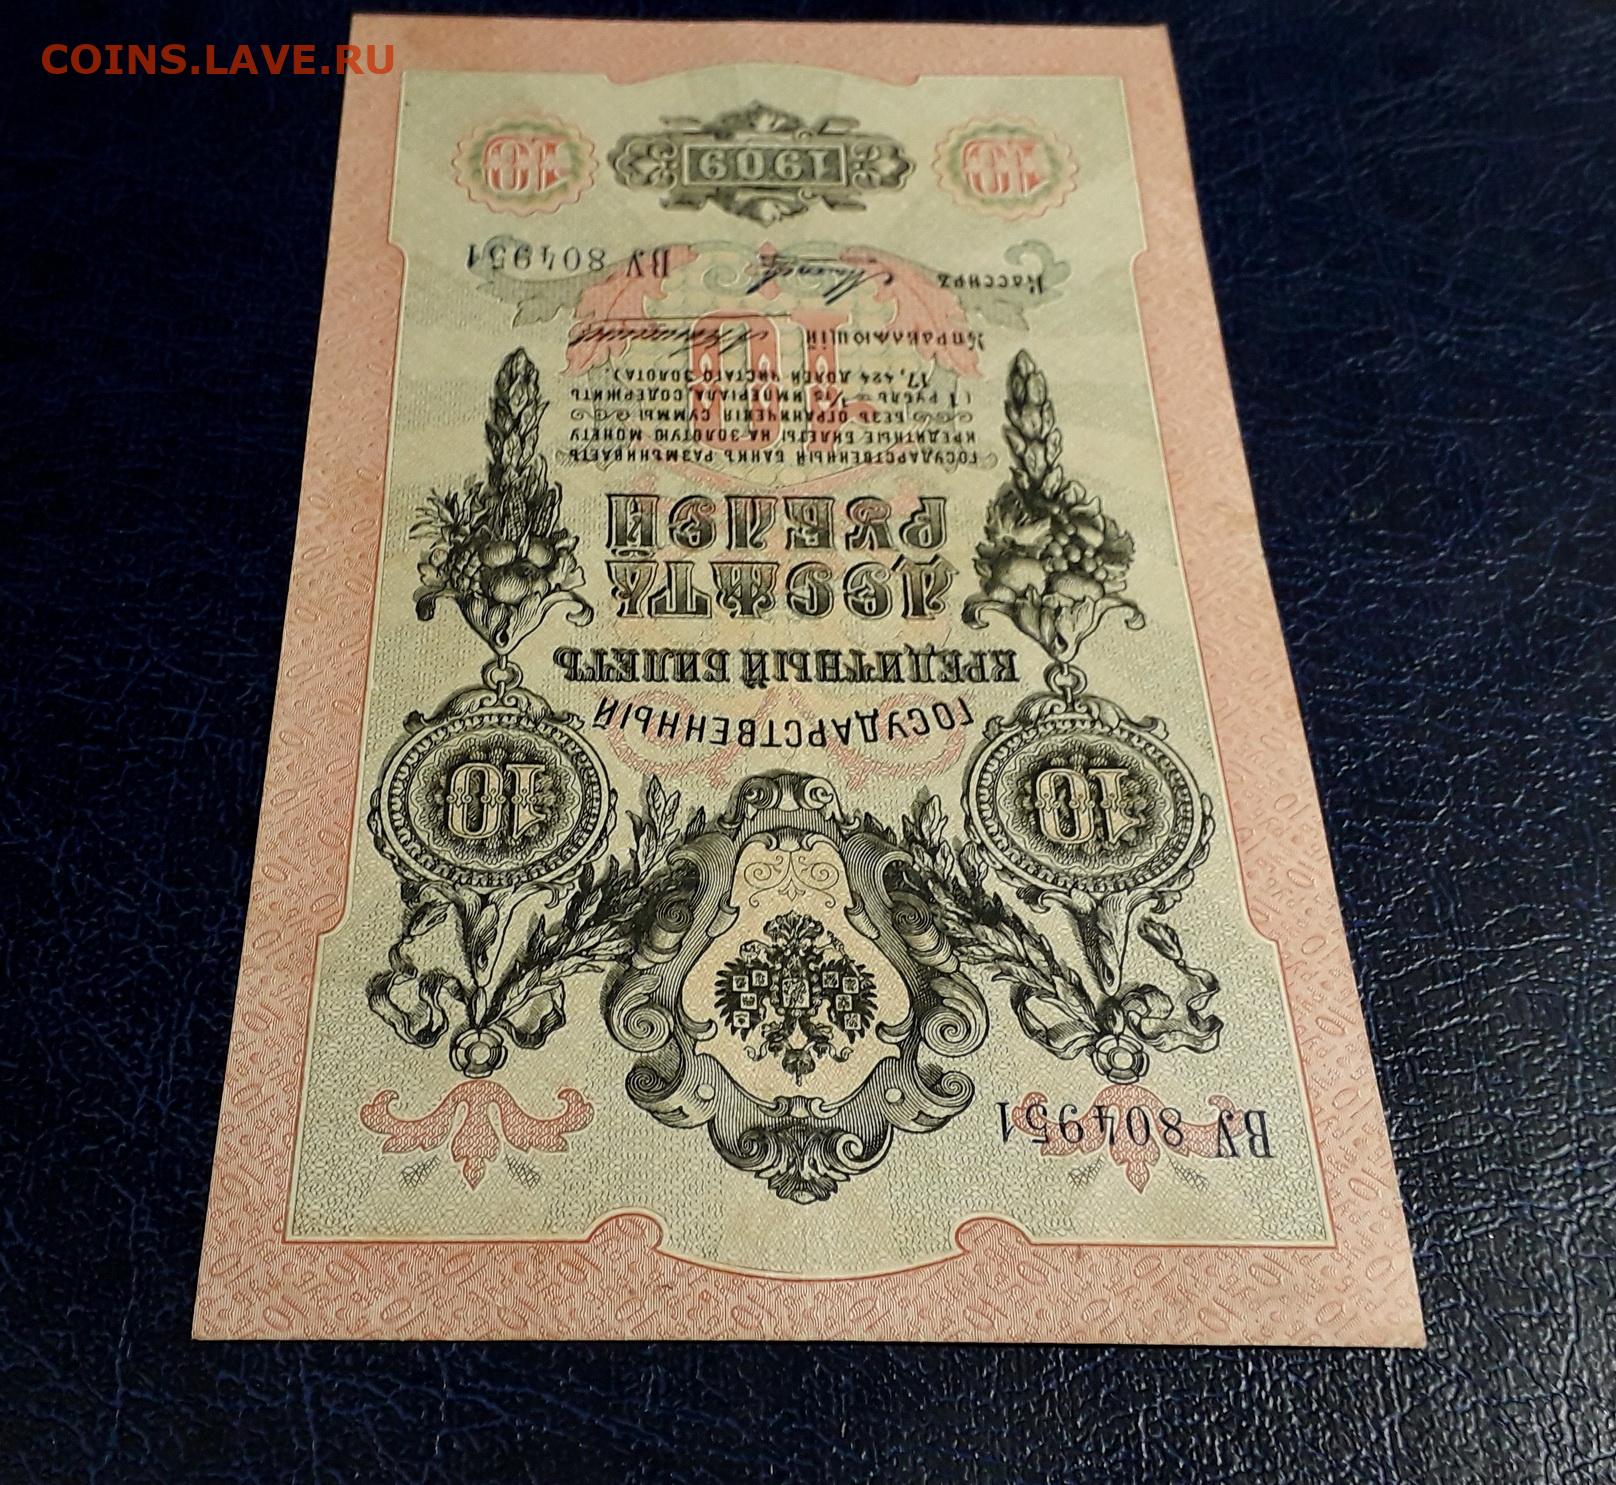 COINS.LAVE.RU
ВУ 804951
10
10
ГОСУДАРСТВЕННЫЙ
КРЕДИТНЫЙ БИЛЕТЪ
ДЕСЯТЬ
РУБЛЕЙ
ГОСУДАРСТВЕННЫЙ БАНКЪ РАЗМѢНИВАЕТЪ
КРЕДИТНЫЕ БИЛЕТЫ НА ЗОЛОТУЮ МОНЕТУ
БЕЗЪ ОГРАНИЧЕНІЯ СУММЫ
(1 РУБЛЬ = 1/15 ИМПЕРІАЛА, СОДЕРЖИТЪ
17,424 ДОЛЕЙ ЧИСТАГО ЗОЛОТА).
10
Управляющій
Кассиръ
ВУ 804951
10
1909
10